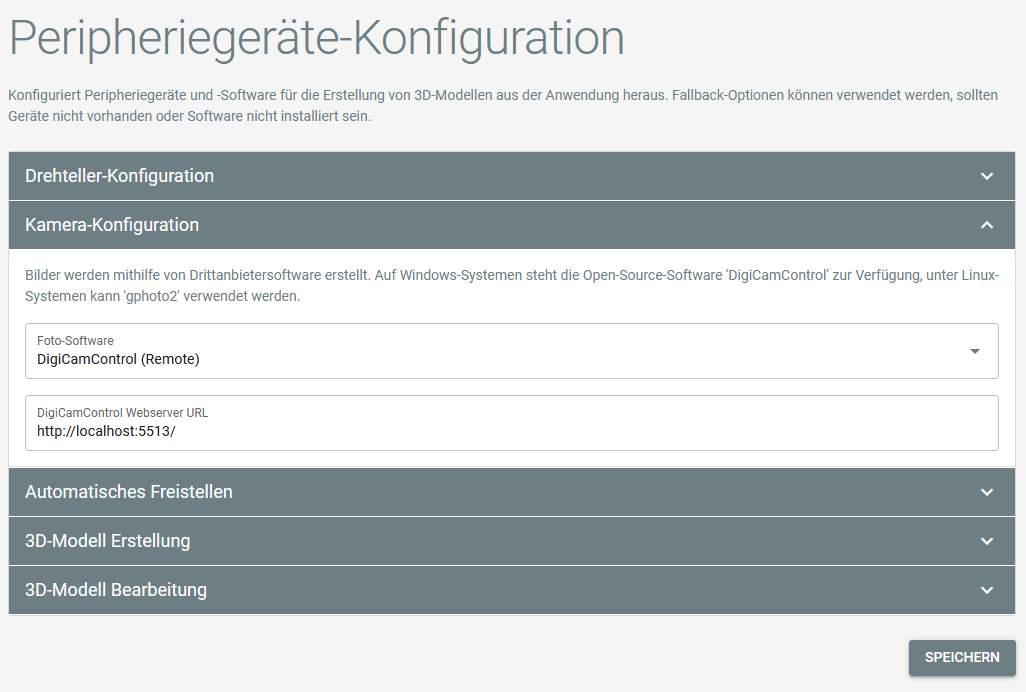 Peripheriegeräte-Konfiguration
Konfiguriert Peripheriegeräte und -Software für die Erstellung von 3D-Modellen aus der Anwendung heraus. Fallback-Optionen können verwendet werden, sollten
Geräte nicht vorhanden oder Software nicht installiert sein.
Drehteller-Konfiguration
Kamera-Konfiguration
Bilder werden mithilfe von Drittanbietersoftware erstellt. Auf Windows-Systemen steht die Open-Source-Software 'DigiCamControl' zur Verfügung, unter Linux-
Systemen kann 'gphoto2' verwendet werden.
Foto-Software
DigiCamControl (Remote)
DigiCamControl Webserver URL
http://localhost:5513/
Automatisches Freistellen
3D-Modell Erstellung
3D-Modell Bearbeitung
SPEICHERN